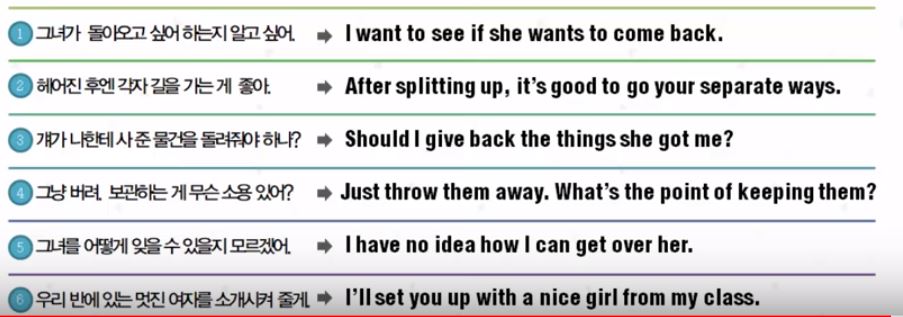 1 그녀가 돌아오고 싶어 하는지 알고 싶어. ➡ I want to see if she wants to come back.
2 헤어진 후엔 각자 길을 가는 게 좋아. ➡ After splitting up, it's good to go your separate ways.
3 걔가 나한테 사 준 물건을 돌려줘야 하나? ➡ Should I give back the things she got me?
4 그냥 버려. 보관하는 게 무슨 소용 있어? ➡ Just throw them away. What's the point of keeping them?
5 그녀를 어떻게 잊을 수 있을지 모르겠어. ➡ I have no idea how I can get over her.
6 우리 반에 있는 멋진 여자를 소개시켜 줄게. ➡ I'll set you up with a nice girl from my class.